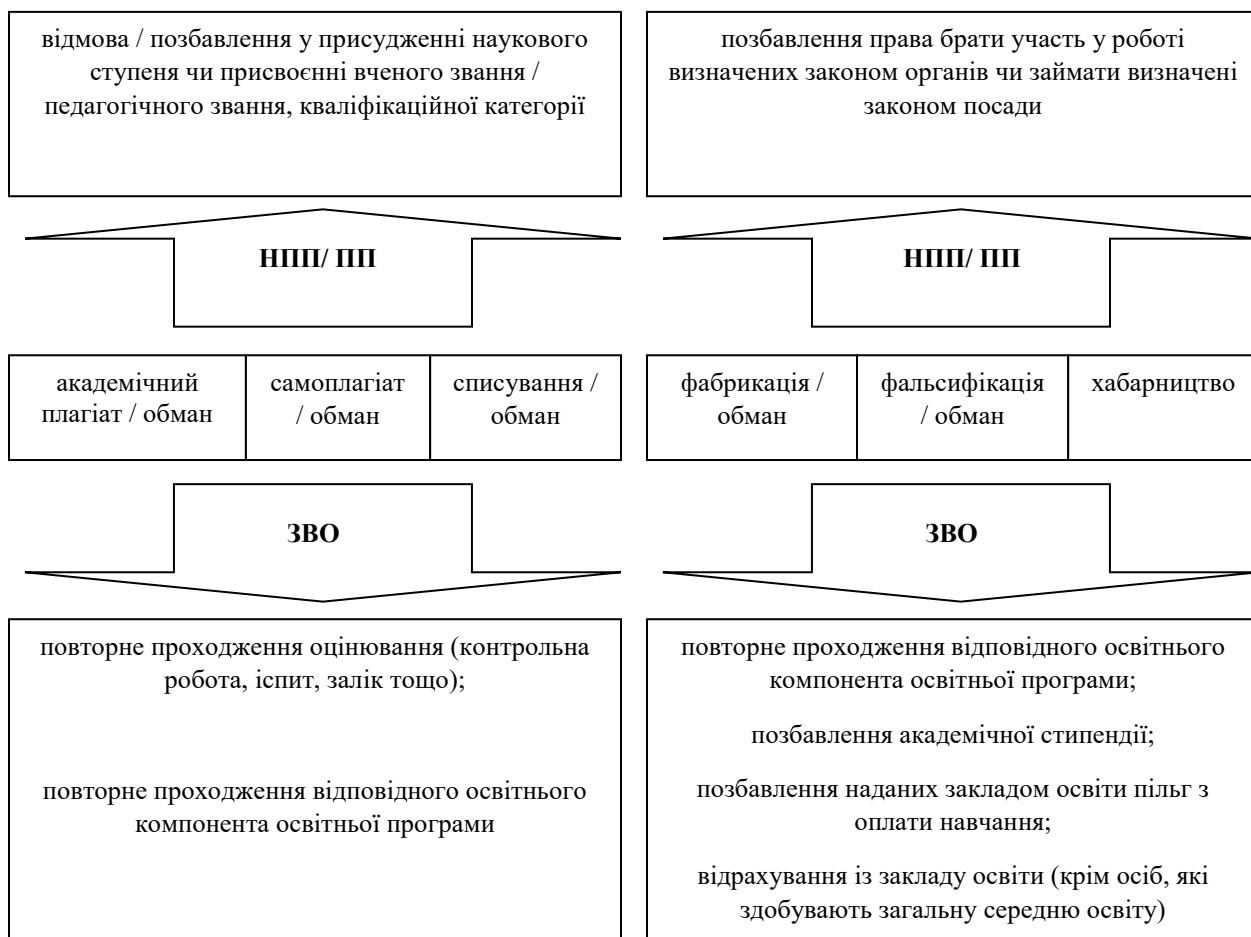 відмова / позбавлення у присудженні наукового
ступеня чи присвоєнні вченого звання /
педагогічного звання, кваліфікаційної категорії
позбавлення права брати участь у роботі
визначених законом органів чи займати визначені
законом посади
НПП/ ПП
НПП/ ПП
академічний
плагіат / обман
самоплагіат
/ обман
списування /
обман
фабрикація /
обман
фальсифікація
/ обман
хабарництво
ЗВО
ЗВО
повторне проходження оцінювання (контрольна
робота, іспит, залік тощо);
повторне проходження відповідного освітнього
компонента освітньої програми
повторне проходження відповідного освітнього
компонента освітньої програми;
позбавлення академічної стипендії;
позбавлення наданих закладом освіти пільг з
оплати навчання;
відрахування із закладу освіти (крім осіб, які
здобувають загальну середню освіту)